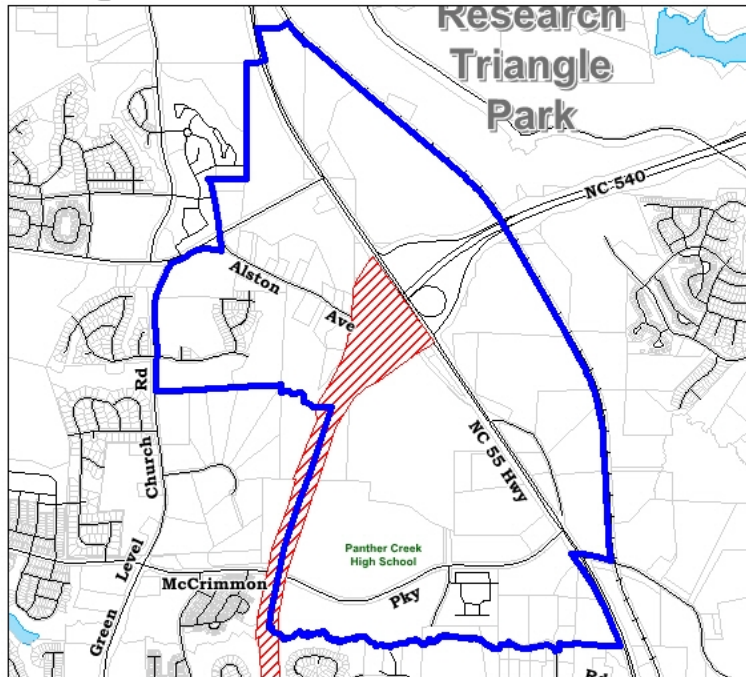 Research
Triangle
Park
NC 540
Alston
Ave
Rd
NC 55 Hwy
Church
Panther Creek
High School
Level
McCrimmon
Pky
Green
Rd